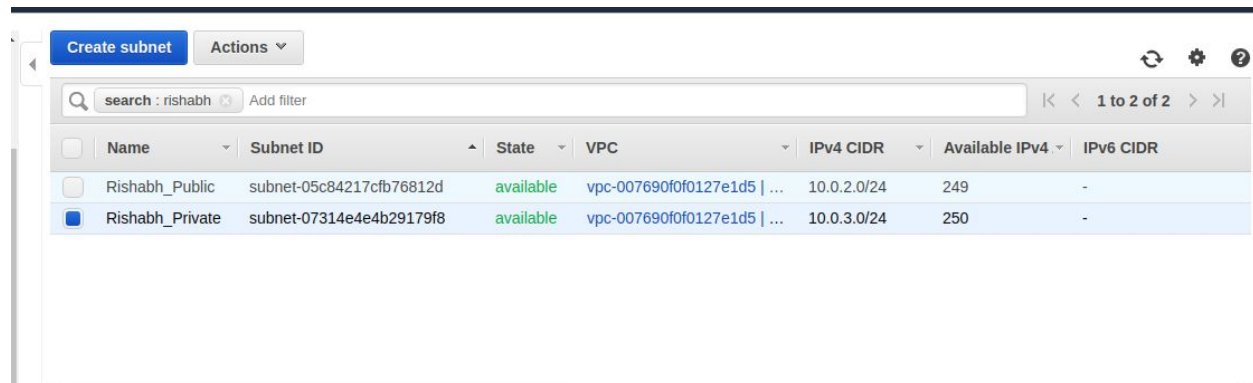 Create subnet Actions
search : rishabh Add filter 1 to 2 of 2
Name Subnet ID State VPC IPv4 CIDR Available IPv4 IPv6 CIDR
Rishabh_Public subnet-05c84217cfb76812d available vpc-007690f0f0127e1d5 | ... 10.0.2.0/24 249 -
Rishabh_Private subnet-07314e4e4b29179f8 available vpc-007690f0f0127e1d5 | ... 10.0.3.0/24 250 -